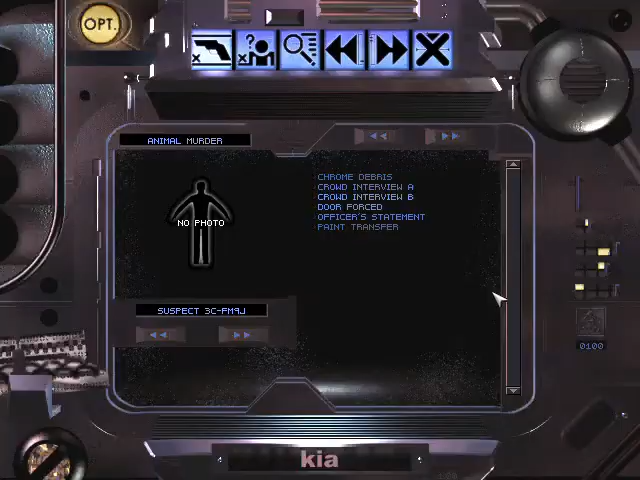 OPT.
ANIMAL MURDER
CHROME DEBRIS
CROWD INTERVIEW A
CROWD INTERVIEW B
DOOR FORCED
OFFICER'S STATEMENT
PAINT TRANSFER
NO PHOTO
SUSPECT 3C-FM9J
0100
kia